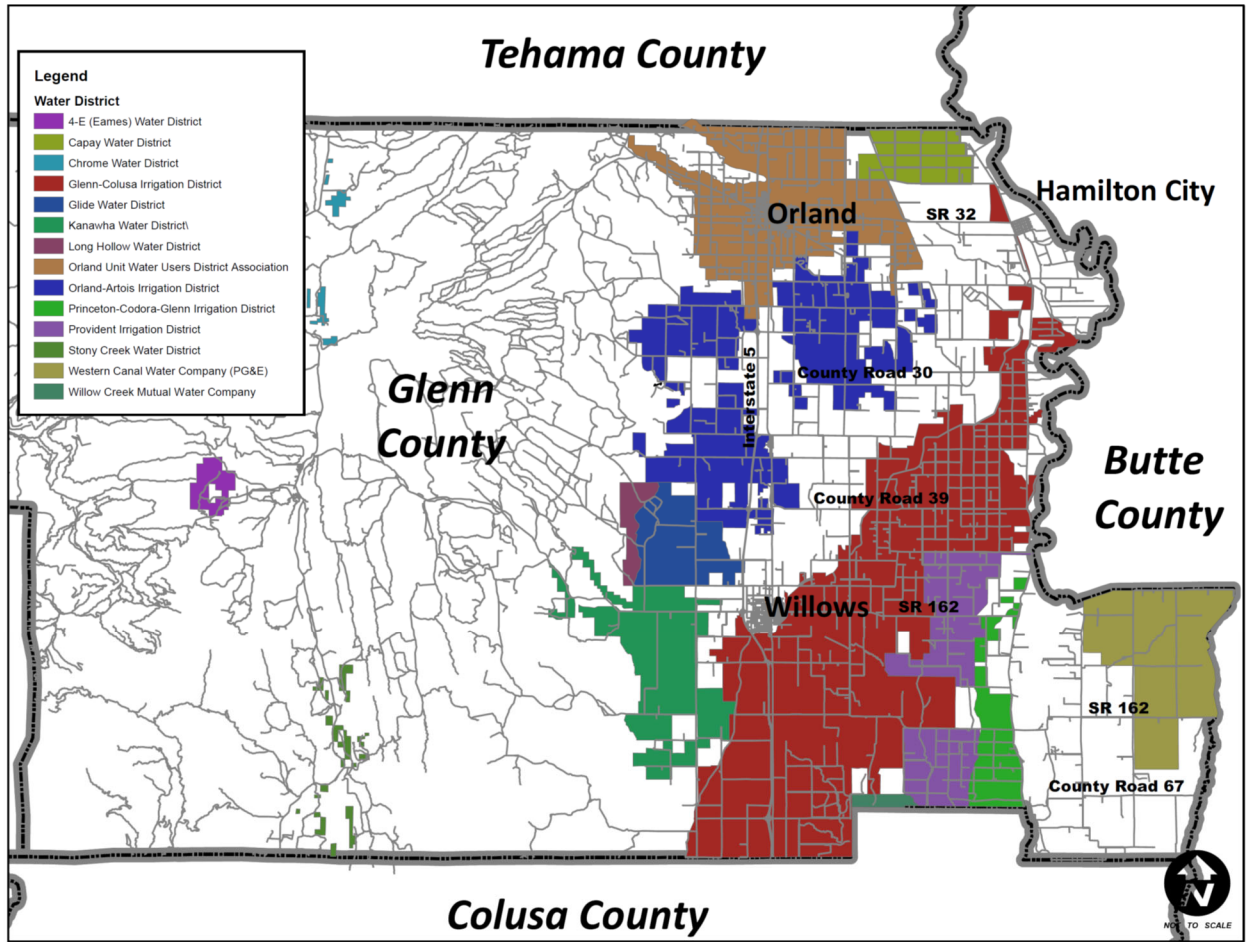 Tehama County
Legend
Water District
4-E (Eames) Water District
Capay Water District
Chrome Water District
Glenn-Colusa Irrigation District
Glide Water District
Kanawha Water District\
Long Hollow Water District
Orland Unit Water Users District Association
Orland-Artois Irrigation District
Princeton-Codora-Glenn Irrigation District
Provident Irrigation District
Stony Creek Water District
Western Canal Water Company (PG&E)
Willow Creek Mutual Water Company
Hamilton City
Orland
SR 32
Interstate 5
County Road 30
Glenn
County
Butte
County
County Road 39
Willows
SR 162
SR 162
County Road 67
Colusa County
N
NOT TO SCALE